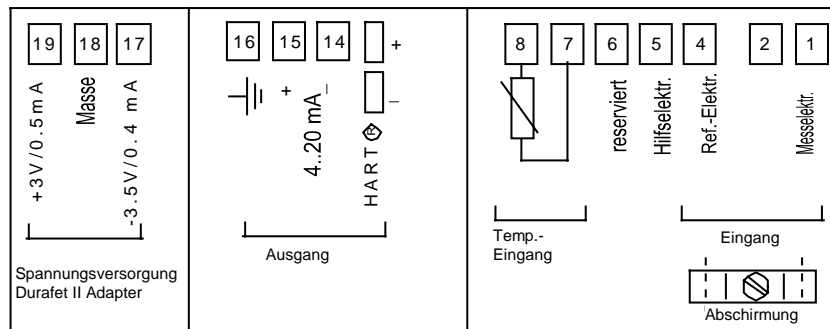 19 18 17
+3V/0.5mA
Masse
-3.5V/0.4 mA
Spannungsversorgung
Durafet II Adapter
16 15 14 +
+
4..20 mA
–
–
HART®
Ausgang
8 7 6 5 4 2 1
reserviert
Hilfselektr.
Ref.-Elektr.
Messelektr.
Temp.-
Eingang
Eingang
Abschirmung